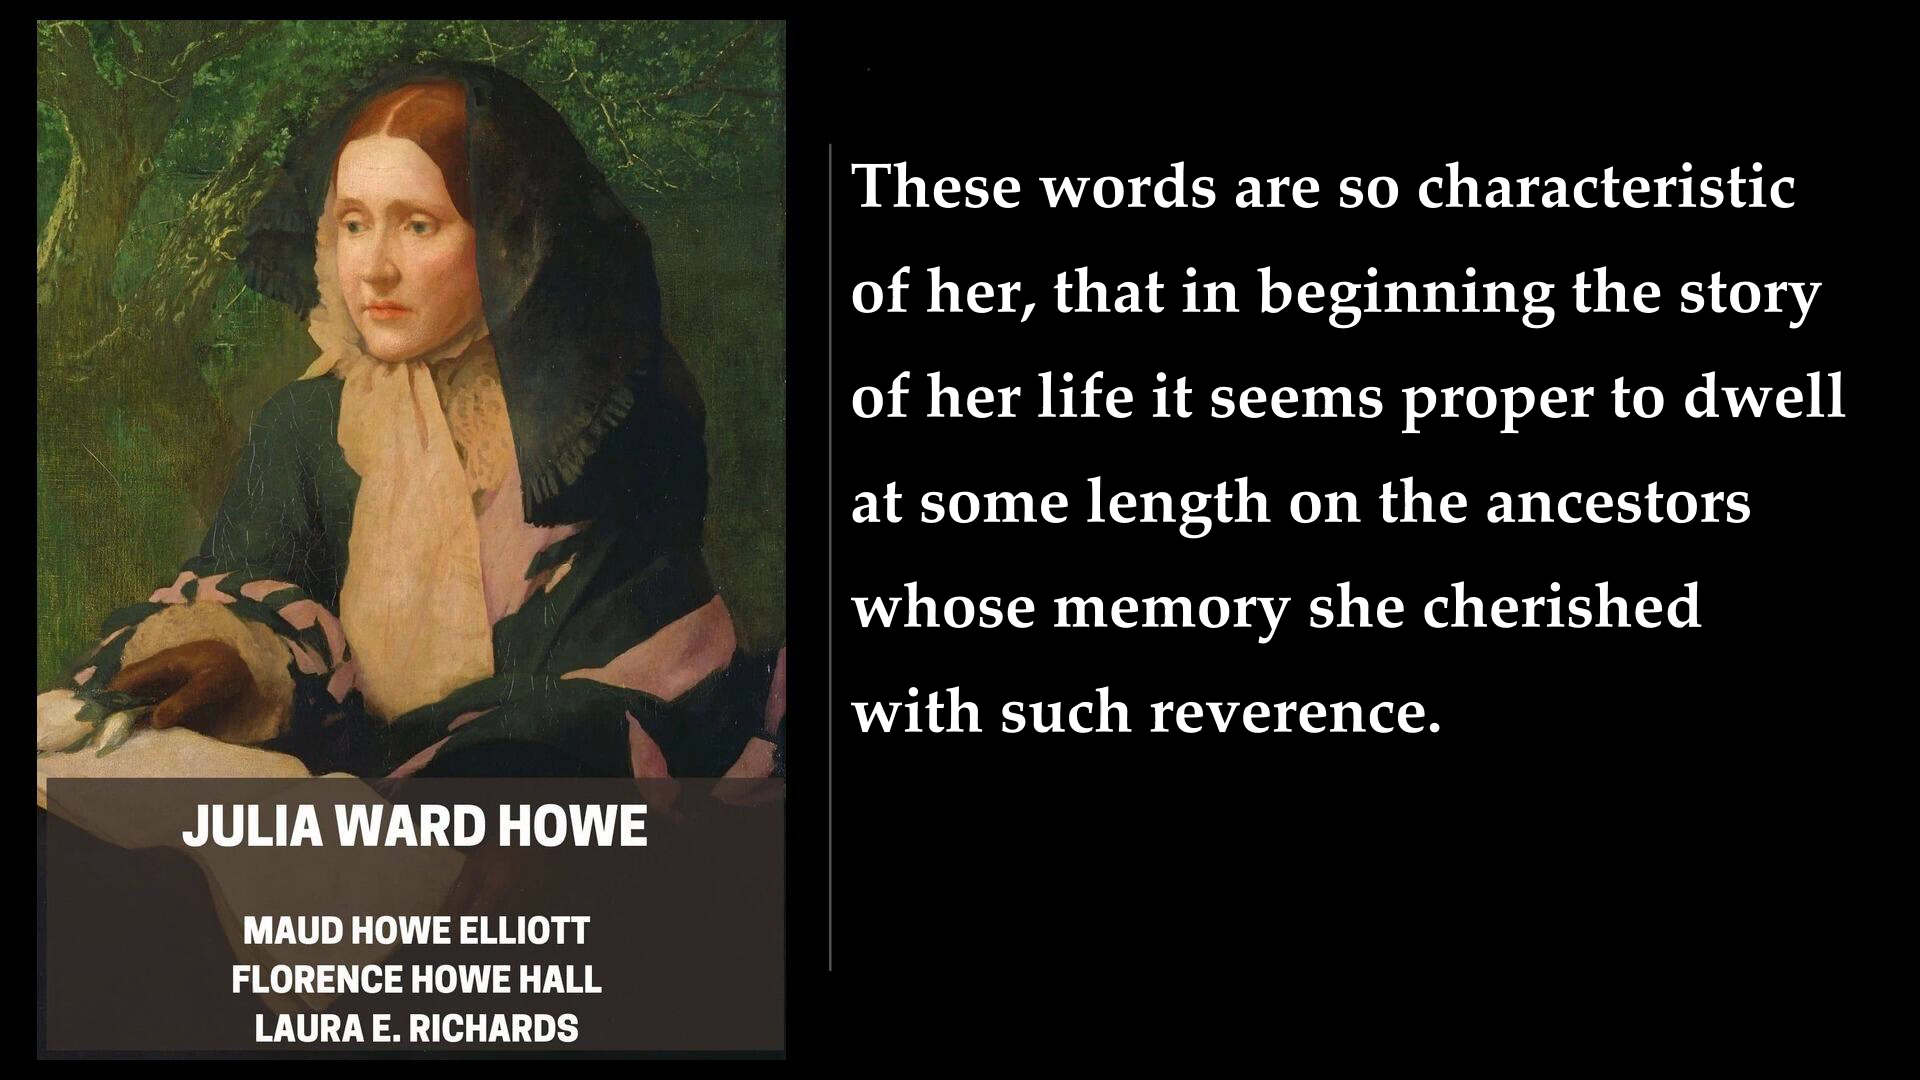 JULIA WARD HOWE
MAUD HOWE ELLIOTT
FLORENCE HOWE HALL
LAURA E. RICHARDS
These words are so characteristic
of her, that in beginning the story
of her life it seems proper to dwell
at some length on the ancestors
whose memory she cherished
with such reverence.